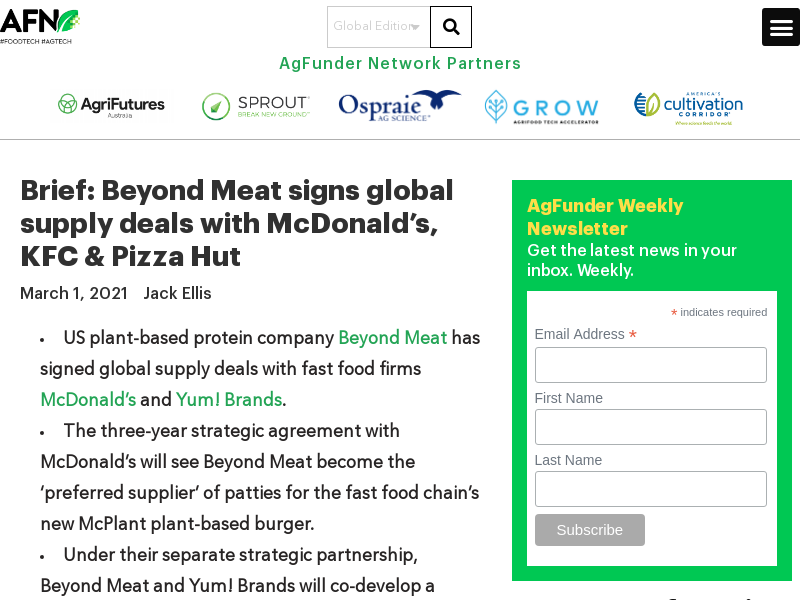 AFN
#FOODTECH #AGTECH
Global Edition
AgFunder Network Partners
AgriFutures
Australia
SPROUT
BREAK NEW GROUND
Ospraie
AG SCIENCE
GROW
AGRIFOOD TECH ACCELERATOR
AMERICA'S
cultivation
CORRIDOR
Where science feeds the world
Brief: Beyond Meat signs global
supply deals with McDonald’s,
KFC & Pizza Hut
March 1, 2021 Jack Ellis
• US plant-based protein company Beyond Meat has
signed global supply deals with fast food firms
McDonald’s and Yum! Brands.
• The three-year strategic agreement with
McDonald’s will see Beyond Meat become the
‘preferred supplier’ of patties for the fast food chain’s
new McPlant plant-based burger.
• Under their separate strategic partnership,
Beyond Meat and Yum! Brands will co-develop a
AgFunder Weekly
Newsletter
Get the latest news in your
inbox. Weekly.
* indicates required
Email Address *
First Name
Last Name
Subscribe